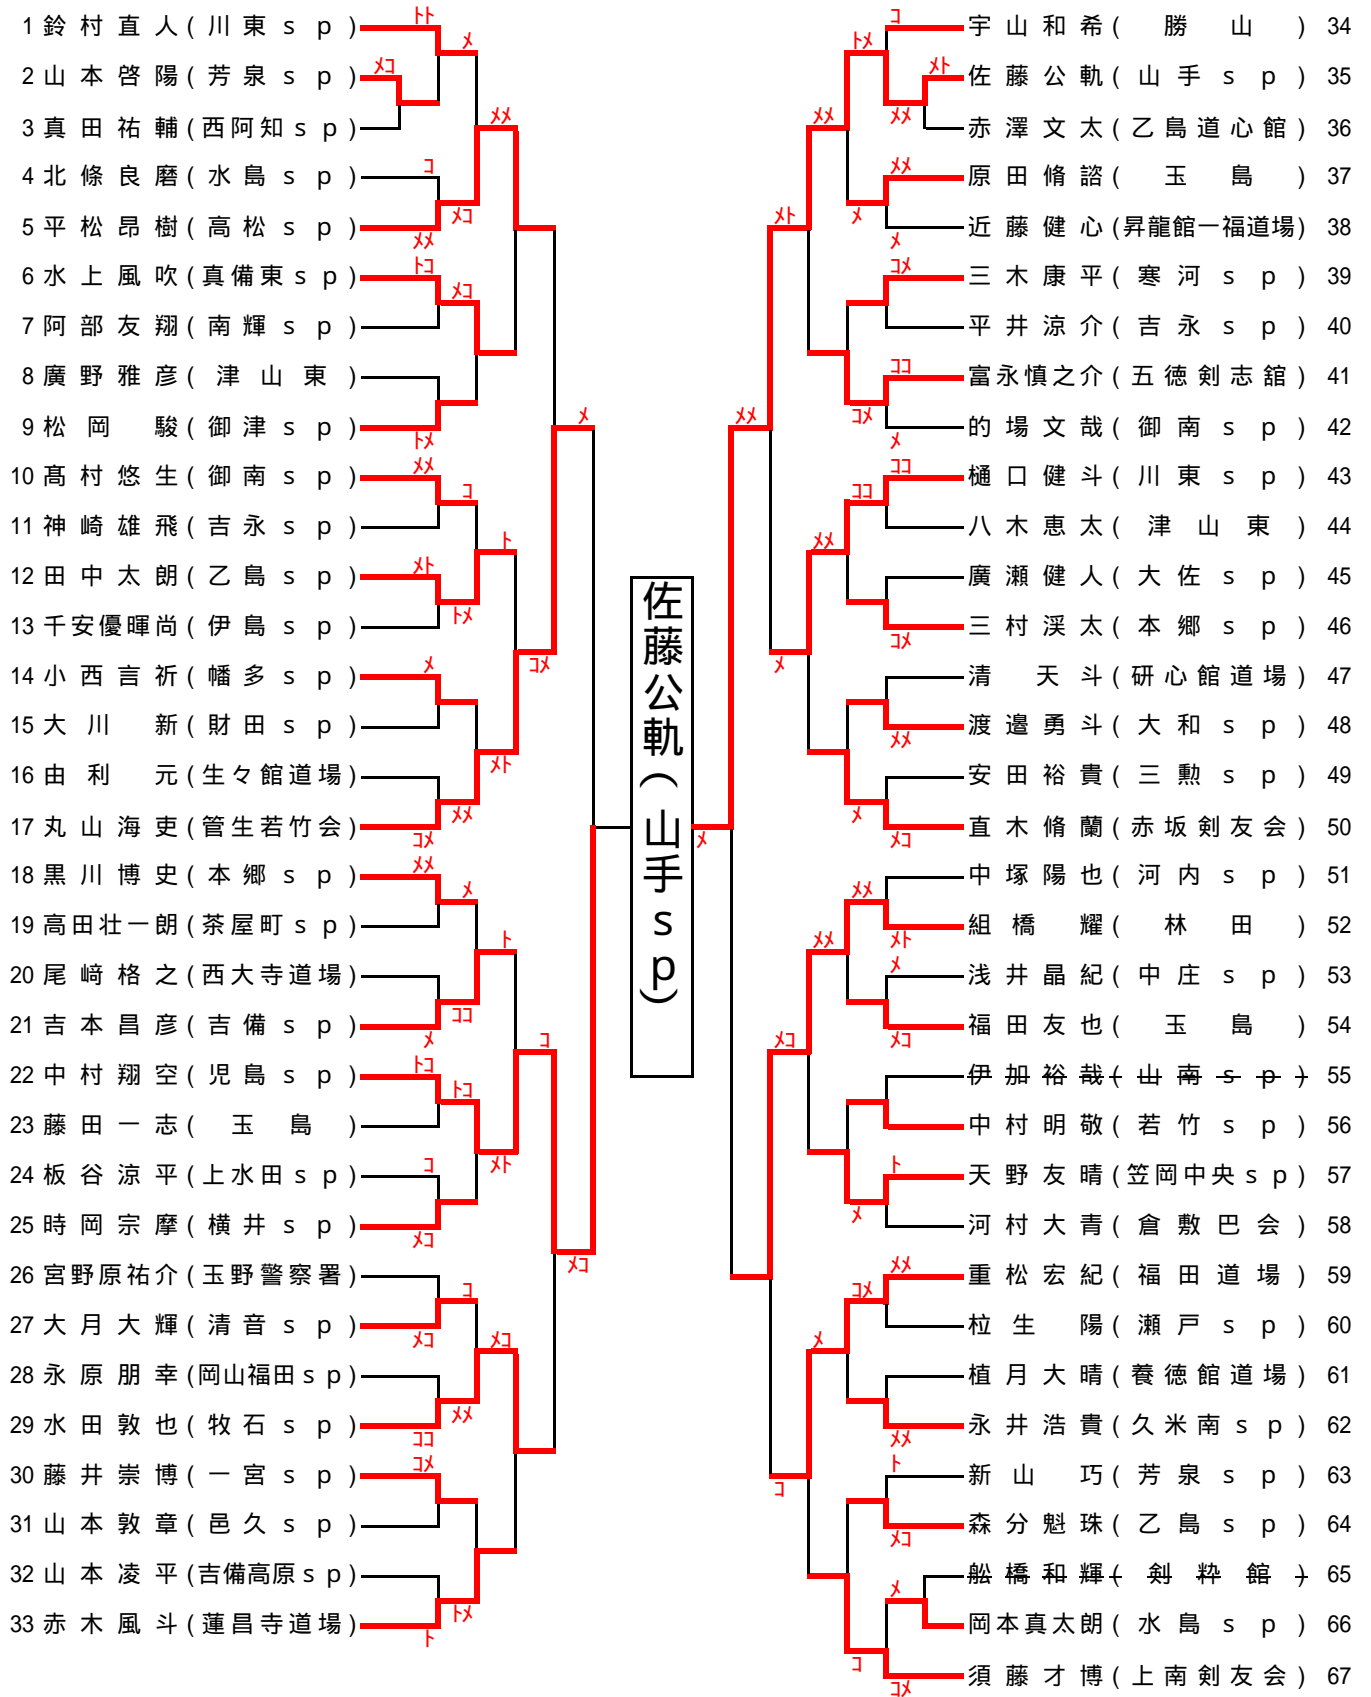 1 鈴村直人(川東sp)
2 山本啓陽(芳泉sp)
3 真田祐輔(西阿知sp)
4 北條良磨(水島sp)
5 平松昂樹(高松sp)
6 水上風吹(真備東sp)
7 阿部友翔(南輝sp)
8 廣野雅彦(津山東)
9 松岡 駿(御津sp)
10 髙村悠生(御南sp)
11 神崎雄飛(吉永sp)
12 田中太朗(乙島sp)
13 千安優暉尚(伊島sp)
14 小西言祈(幡多sp)
15 大川 新(財田sp)
16 由利 元(生々館道場)
17 丸山海吏(管生若竹会)
18 黒川博史(本郷sp)
19 高田壮一朗(茶屋町sp)
20 尾﨑格之(西大寺道場)
21 吉本昌彦(吉備sp)
22 中村翔空(児島sp)
23 藤田一志(玉島)
24 板谷涼平(上水田sp)
25 時岡宗摩(横井sp)
26 宮野原祐介(玉野警察署)
27 大月大輝(清音sp)
28 永原朋幸(岡山福田sp)
29 水田敦也(牧石sp)
30 藤井崇博(一宮sp)
31 山本敦章(邑久sp)
32 山本凌平(吉備高原sp)
33 赤木風斗(蓮昌寺道場)
佐藤公軌(山手sp)
宇山和希(勝山) 34
佐藤公軌(山手sp) 35
赤澤文太(乙島道心館) 36
原田脩諮(玉島) 37
近藤健心(昇龍館一福道場) 38
三木康平(寒河sp) 39
平井涼介(吉永sp) 40
富永慎之介(五徳剣志舘) 41
的場文哉(御南sp) 42
樋口健斗(川東sp) 43
八木恵太(津山東) 44
廣瀬健人(大佐sp) 45
三村渓太(本郷sp) 46
清 天斗(研心館道場) 47
渡邉勇斗(大和sp) 48
安田裕貴(三勲sp) 49
直木脩蘭(赤坂剣友会) 50
中塚陽也(河内sp) 51
組橋 耀(林田) 52
浅井晶紀(中庄sp) 53
福田友也(玉島) 54
伊加裕哉(山南sp) 55
中村明敬(若竹sp) 56
天野友晴(笠岡中央sp) 57
河村大青(倉敷巴会) 58
重松宏紀(福田道場) 59
柆生 陽(瀬戸sp) 60
植月大晴(養徳館道場) 61
永井浩貴(久米南sp) 62
新山 巧(芳泉sp) 63
森分魁珠(乙島sp) 64
舩橋和輝(剣粋館) 65
岡本真太朗(水島sp) 66
須藤才博(上南剣友会) 67